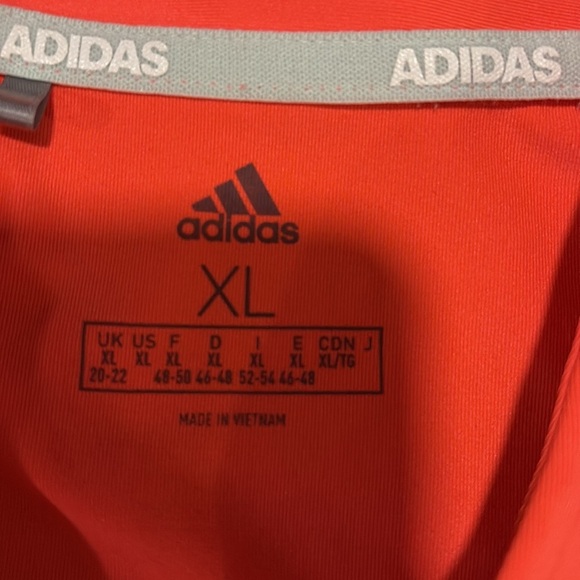 ADIDAS ADIDAS
adidas
XL
UK US F D I E CDN J
XL XL XL XL XL XL XL/TG
20-22 48-50 46-48 52-54 46-48
MADE IN VIETNAM